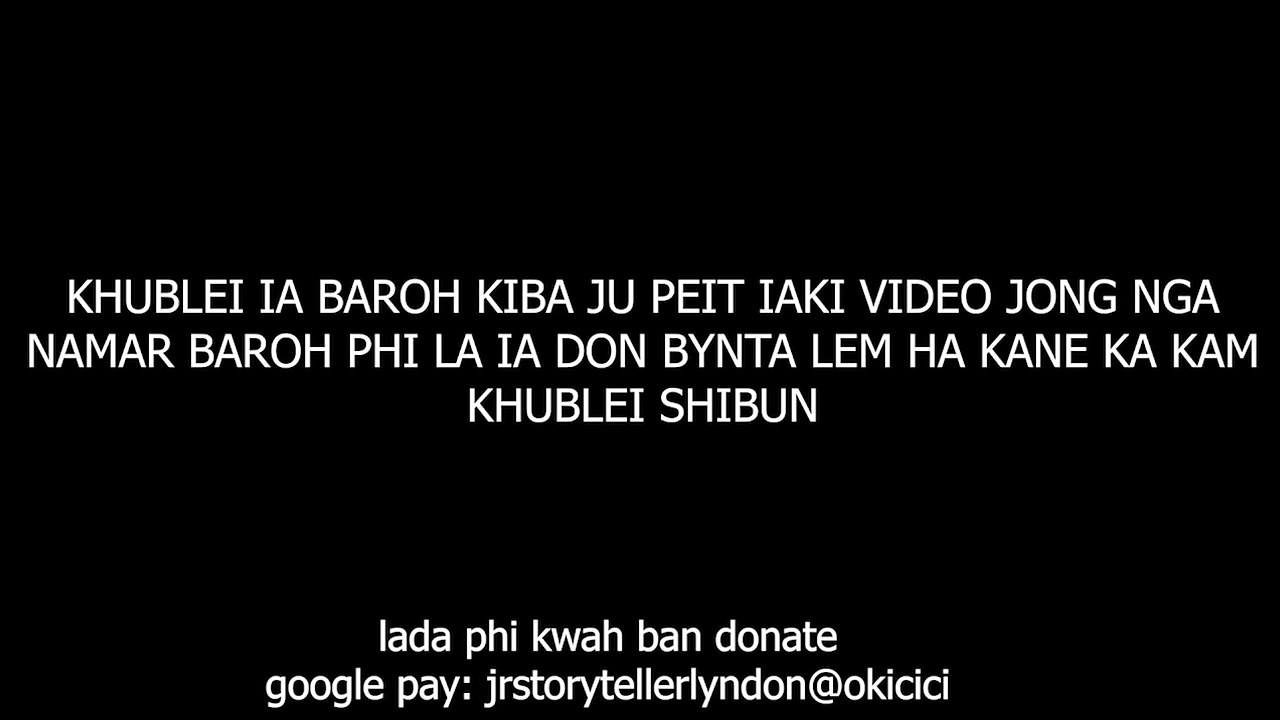 KHUBLEI IA BAROH KIBA JU PEIT IAKI VIDEO JONG NGA
NAMAR BAROH PHI LA IA DON BYNTA LEM HA KANE KA KAM
KHUBLEI SHIBUN
lada phi kwah ban donate
google pay: jrstorytellerlyndon@okicici